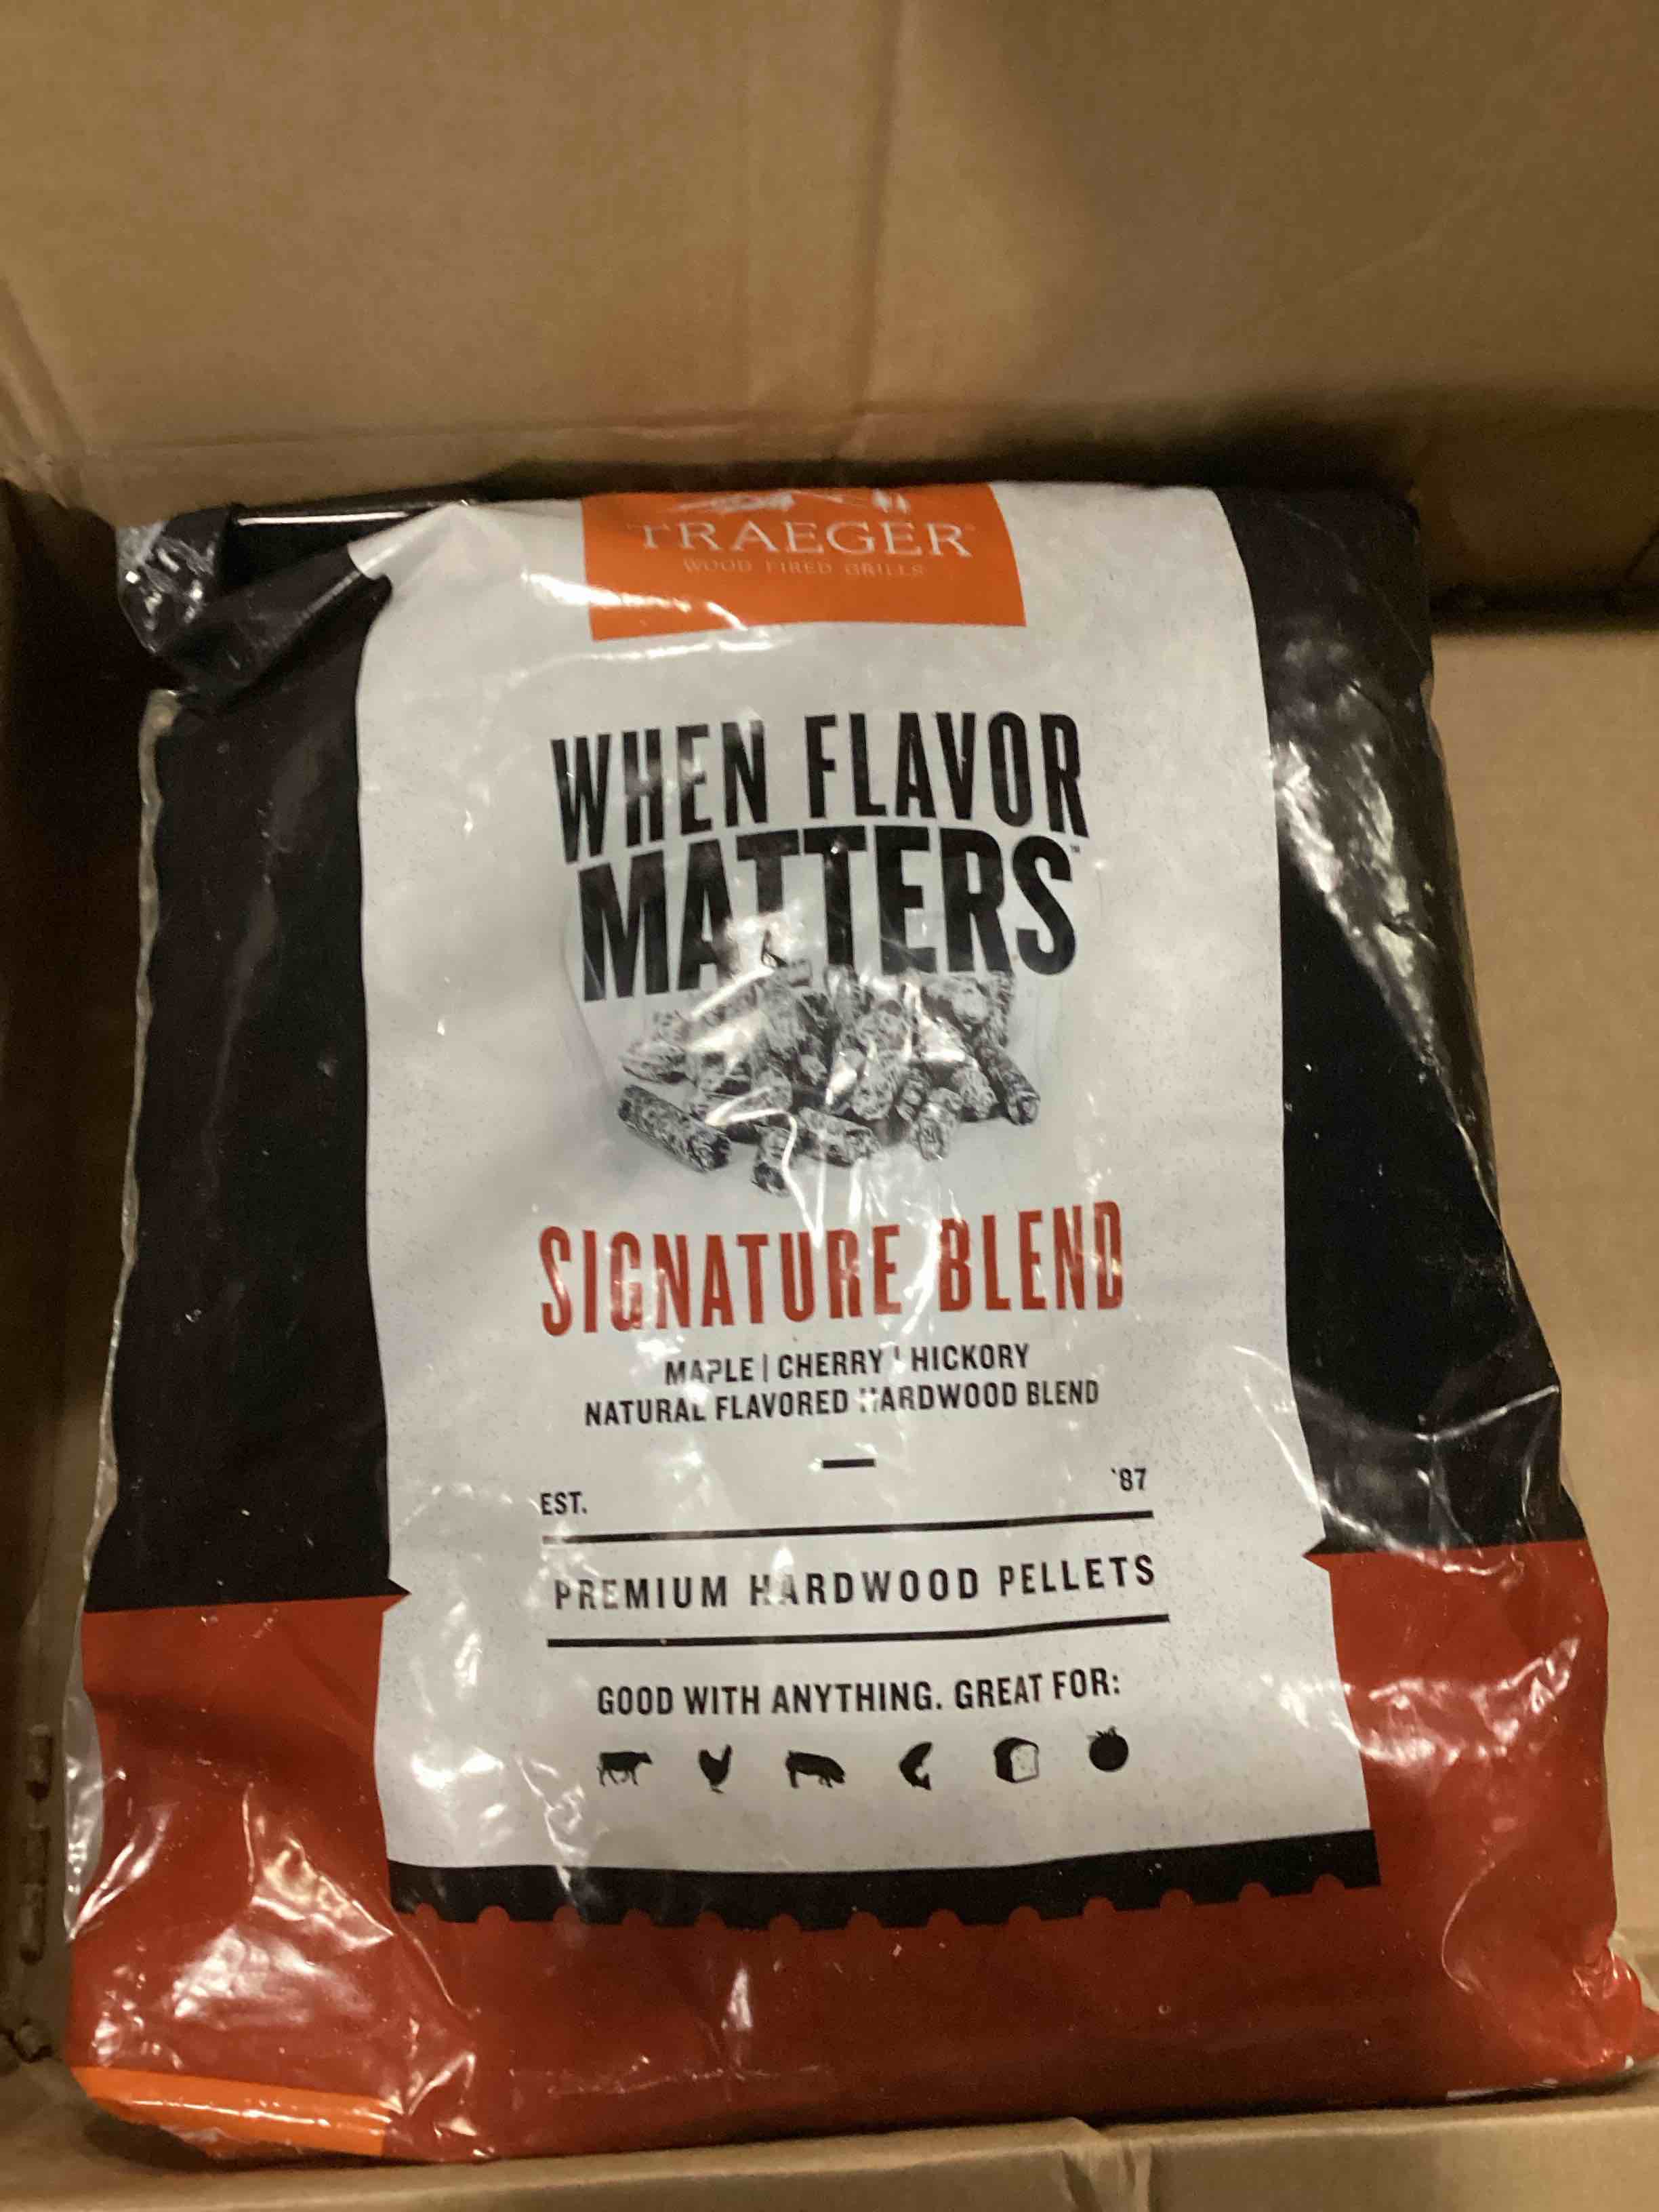 TRAEGER®
WOOD FIRED GRILLS
WHEN FLAVOR
MATTERS™
SIGNATURE BLEND
MAPLE | CHERRY | HICKORY
NATURAL FLAVORED HARDWOOD BLEND
EST. '87
PREMIUM HARDWOOD PELLETS
GOOD WITH ANYTHING. GREAT FOR: